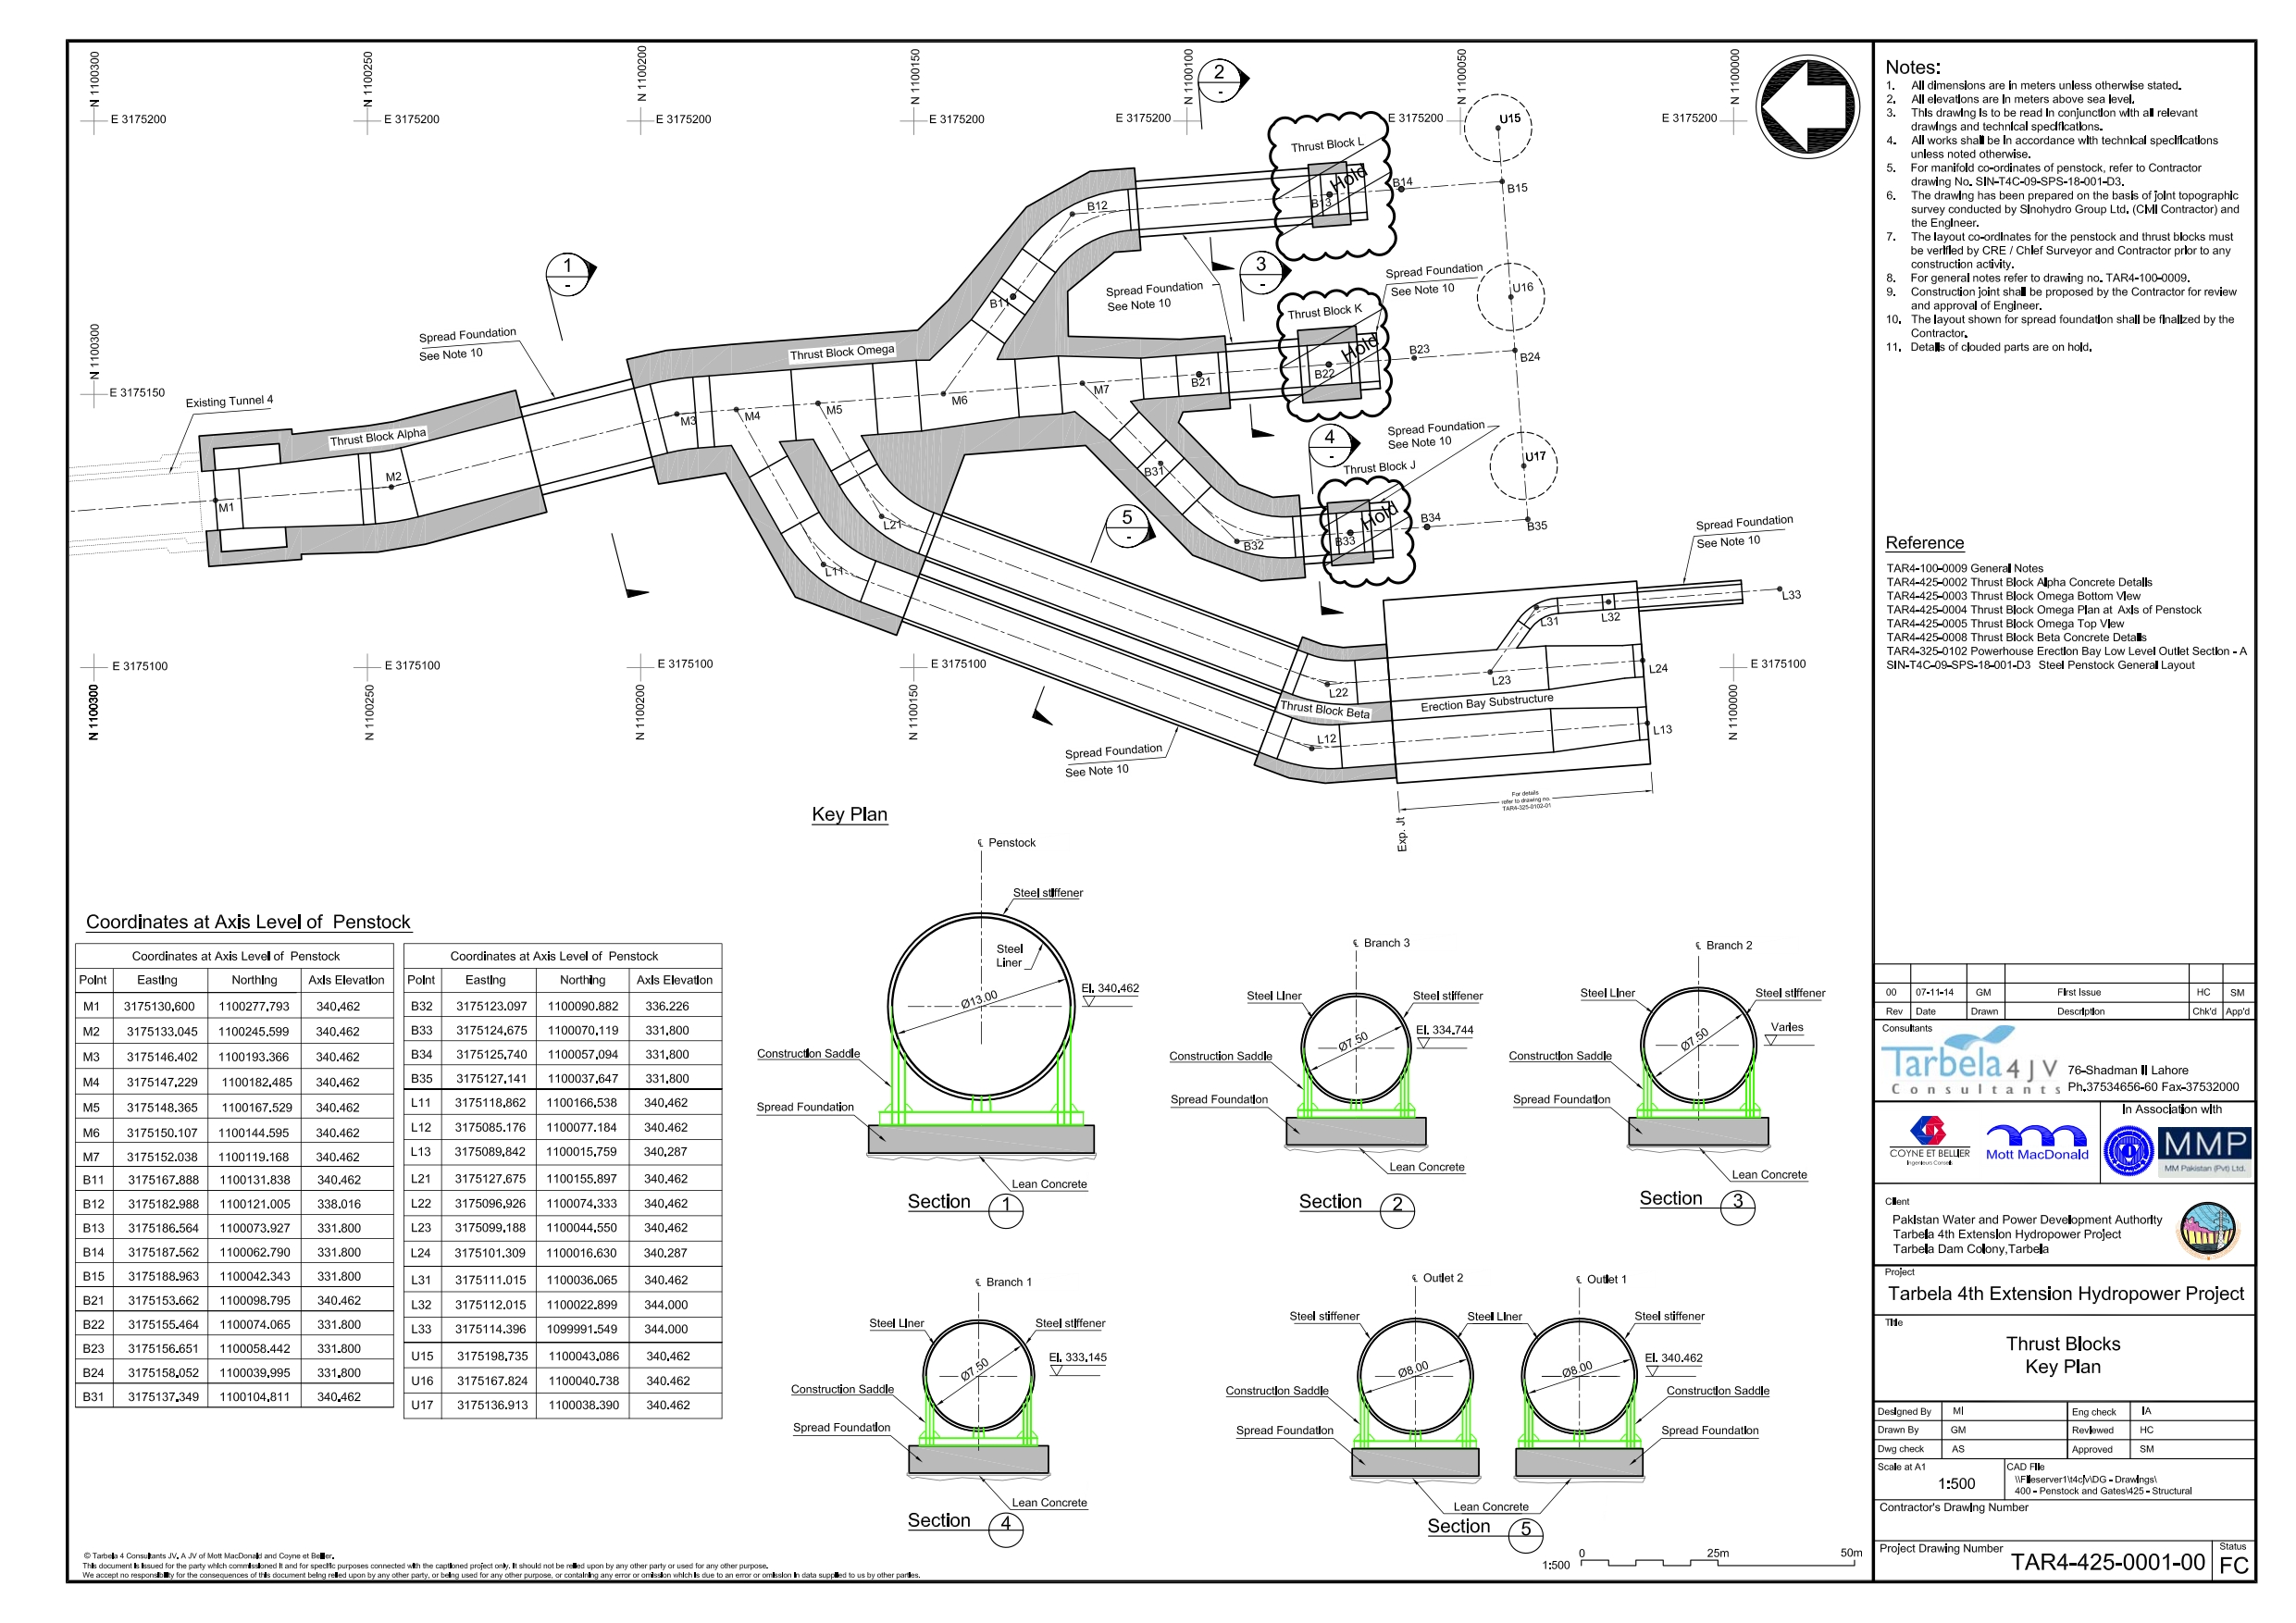 N 1100300
N 1100250
N 1100200
N 1100150
N 1100100
N 1100050
N 1100000
E 3175200
E 3175200
E 3175200
E 3175200
E 3175200
E 3175200
E 3175200
2
-
U15
Thrust Block L
Hold
B14
B15
B13
B12
1
-
3
-
Spread Foundation
See Note 10
Spread Foundation
See Note 10
U16
B11
Thrust Block K
Hold
Spread Foundation
See Note 10
N 1100300
E 3175150
Thrust Block Omega
B23
B24
B22
B21
M7
M6
M5
M4
M3
Existing Tunnel 4
Thrust Block Alpha
M2
M1
4
-
Spread Foundation
See Note 10
Thrust Block J
U17
B31
Hold
B34
B35
B33
B32
5
-
L21
L11
Spread Foundation
See Note 10
L33
L32
L31
E 3175100
E 3175100
E 3175100
E 3175100
E 3175100
N 1100300
N 1100250
N 1100200
N 1100150
N 1100000
L24
L23
L22
Thrust Block Beta
Erection Bay Substructure
L13
L12
Spread Foundation
See Note 10
For details
refer to drawing no.
TAR4-325-0102-01
Exp. Jt
Key Plan
Coordinates at Axis Level of Penstock
Coordinates at Axis Level of Penstock
Point Easting Northing Axis Elevation
M1 3175130.600 1100277.793 340.462
M2 3175133.045 1100245.599 340.462
M3 3175146.402 1100193.366 340.462
M4 3175147.229 1100182.485 340.462
M5 3175148.365 1100167.529 340.462
M6 3175150.107 1100144.595 340.462
M7 3175152.038 1100119.168 340.462
B11 3175167.888 1100131.838 340.462
B12 3175182.988 1100121.005 338.016
B13 3175186.564 1100073.927 331.800
B14 3175187.562 1100062.790 331.800
B15 3175188.963 1100042.343 331.800
B21 3175153.662 1100098.795 340.462
B22 3175155.464 1100074.065 331.800
B23 3175156.651 1100058.442 331.800
B24 3175158.052 1100039.995 331.800
B31 3175137.349 1100104.811 340.462
Coordinates at Axis Level of Penstock
Point Easting Northing Axis Elevation
B32 3175123.097 1100090.882 336.226
B33 3175124.675 1100070.119 331.800
B34 3175125.740 1100057.094 331.800
B35 3175127.141 1100037.647 331.800
L11 3175118.862 1100166.538 340.462
L12 3175085.176 1100077.184 340.462
L13 3175089.842 1100015.759 340.287
L21 3175127.675 1100155.897 340.462
L22 3175096.926 1100074.333 340.462
L23 3175099.188 1100044.550 340.462
L24 3175101.309 1100016.630 340.287
L31 3175111.015 1100036.065 340.462
L32 3175112.015 1100022.899 344.000
L33 3175114.396 1099991.549 344.000
U15 3175198.735 1100043.086 340.462
U16 3175167.824 1100040.738 340.462
U17 3175136.913 1100038.390 340.462
℄ Penstock
Steel stiffener
Steel
Liner
Ø13.00
El. 340.462
Construction Saddle
Spread Foundation
Lean Concrete
Section 1
℄ Branch 3
Steel Liner
Steel stiffener
Ø7.50
El. 334.744
Construction Saddle
Spread Foundation
Lean Concrete
Section 2
℄ Branch 2
Steel Liner
Steel stiffener
Ø7.50
Varies
Construction Saddle
Spread Foundation
Lean Concrete
Section 3
℄ Branch 1
Steel Liner
Steel stiffener
Ø7.50
El. 333.145
Construction Saddle
Spread Foundation
Lean Concrete
Section 4
℄ Outlet 2
℄ Outlet 1
Steel stiffener
Steel Liner
Steel stiffener
Ø8.00
Ø8.00
El. 340.462
Construction Saddle
Construction Saddle
Spread Foundation
Spread Foundation
Lean Concrete
Section 5
1:500
0 25m 50m
© Tarbela 4 Consultants JV. A JV of Mott MacDonald and Coyne et Bellier.
This document is issued for the party which commissioned it and for specific purposes connected with the captioned project only. It should not be relied upon by any other party or used for any other purpose.
We accept no responsibility for the consequences of this document being relied upon by any other party, or being used for any other purpose, or containing any error or omission which is due to an error or omission in data supplied to us by other parties.
Notes:
1. All dimensions are in meters unless otherwise stated.
2. All elevations are in meters above sea level.
3. This drawing is to be read in conjunction with all relevant
drawings and technical specifications.
4. All works shall be in accordance with technical specifications
unless noted otherwise.
5. For manifold co-ordinates of penstock, refer to Contractor
drawing No. SIN-T4C-09-SPS-18-001-D3.
6. The drawing has been prepared on the basis of joint topographic
survey conducted by Sinohydro Group Ltd. (CIVIl Contractor) and
the Engineer.
7. The layout co-ordinates for the penstock and thrust blocks must
be verified by CRE / Chief Surveyor and Contractor prior to any
construction activity.
8. For general notes refer to drawing no. TAR4-100-0009.
9. Construction joint shall be proposed by the Contractor for review
and approval of Engineer.
10. The layout shown for spread foundation shall be finalized by the
Contractor.
11. Details of clouded parts are on hold.
Reference
TAR4-100-0009 General Notes
TAR4-425-0002 Thrust Block Alpha Concrete Details
TAR4-425-0003 Thrust Block Omega Bottom View
TAR4-425-0004 Thrust Block Omega Plan at Axis of Penstock
TAR4-425-0005 Thrust Block Omega Top View
TAR4-425-0008 Thrust Block Beta Concrete Details
TAR4-325-0102 Powerhouse Erection Bay Low Level Outlet Section - A
SIN-T4C-09-SPS-18-001-D3 Steel Penstock General Layout
00 07-11-14 GM First Issue HC SM
Rev Date Drawn Description Chk'd App'd
Consultants
Tarbela 4 JV
Consultants
76-Shadman II Lahore
Ph.37534656-60 Fax-37532000
COYNE ET BELLIER
Ingenieurs Conseils
Mott MacDonald
In Association with
MMP
MM Pakistan (Pvt) Ltd.
Client
Pakistan Water and Power Development Authority
Tarbela 4th Extension Hydropower Project
Tarbela Dam Colony,Tarbela
Project
Tarbela 4th Extension Hydropower Project
Title
Thrust Blocks
Key Plan
Designed By MI Eng check IA
Drawn By GM Reviewed HC
Dwg check AS Approved SM
Scale at A1
1:500
CAD File
\\Fileserver1\t4cjv\DG - Drawings\
400 - Penstock and Gates\425 - Structural
Contractor's Drawing Number
Project Drawing Number
TAR4-425-0001-00
Status
FC